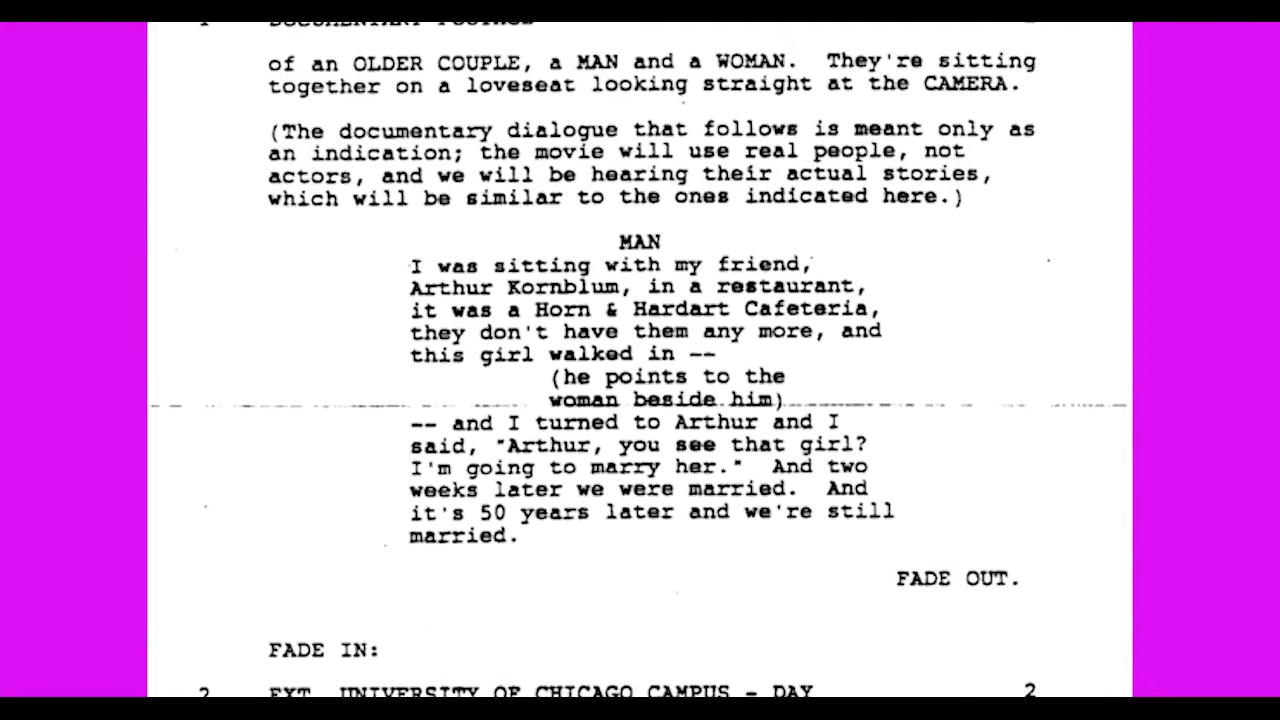 1 DOCUMENTARY FOOTAGE
of an OLDER COUPLE, a MAN and a WOMAN. They're sitting
together on a loveseat looking straight at the CAMERA.
(The documentary dialogue that follows is meant only as
an indication; the movie will use real people, not
actors, and we will be hearing their actual stories,
which will be similar to the ones indicated here.)
MAN
I was sitting with my friend,
Arthur Kornblum, in a restaurant,
it was a Horn & Hardart Cafeteria,
they don't have them any more, and
this girl walked in --
(he points to the
woman beside him)
-- and I turned to Arthur and I
said, "Arthur, you see that girl?
I'm going to marry her." And two
weeks later we were married. And
it's 50 years later and we're still
married.
FADE OUT.
FADE IN:
2 EXT. UNIVERSITY OF CHICAGO CAMPUS - DAY 2